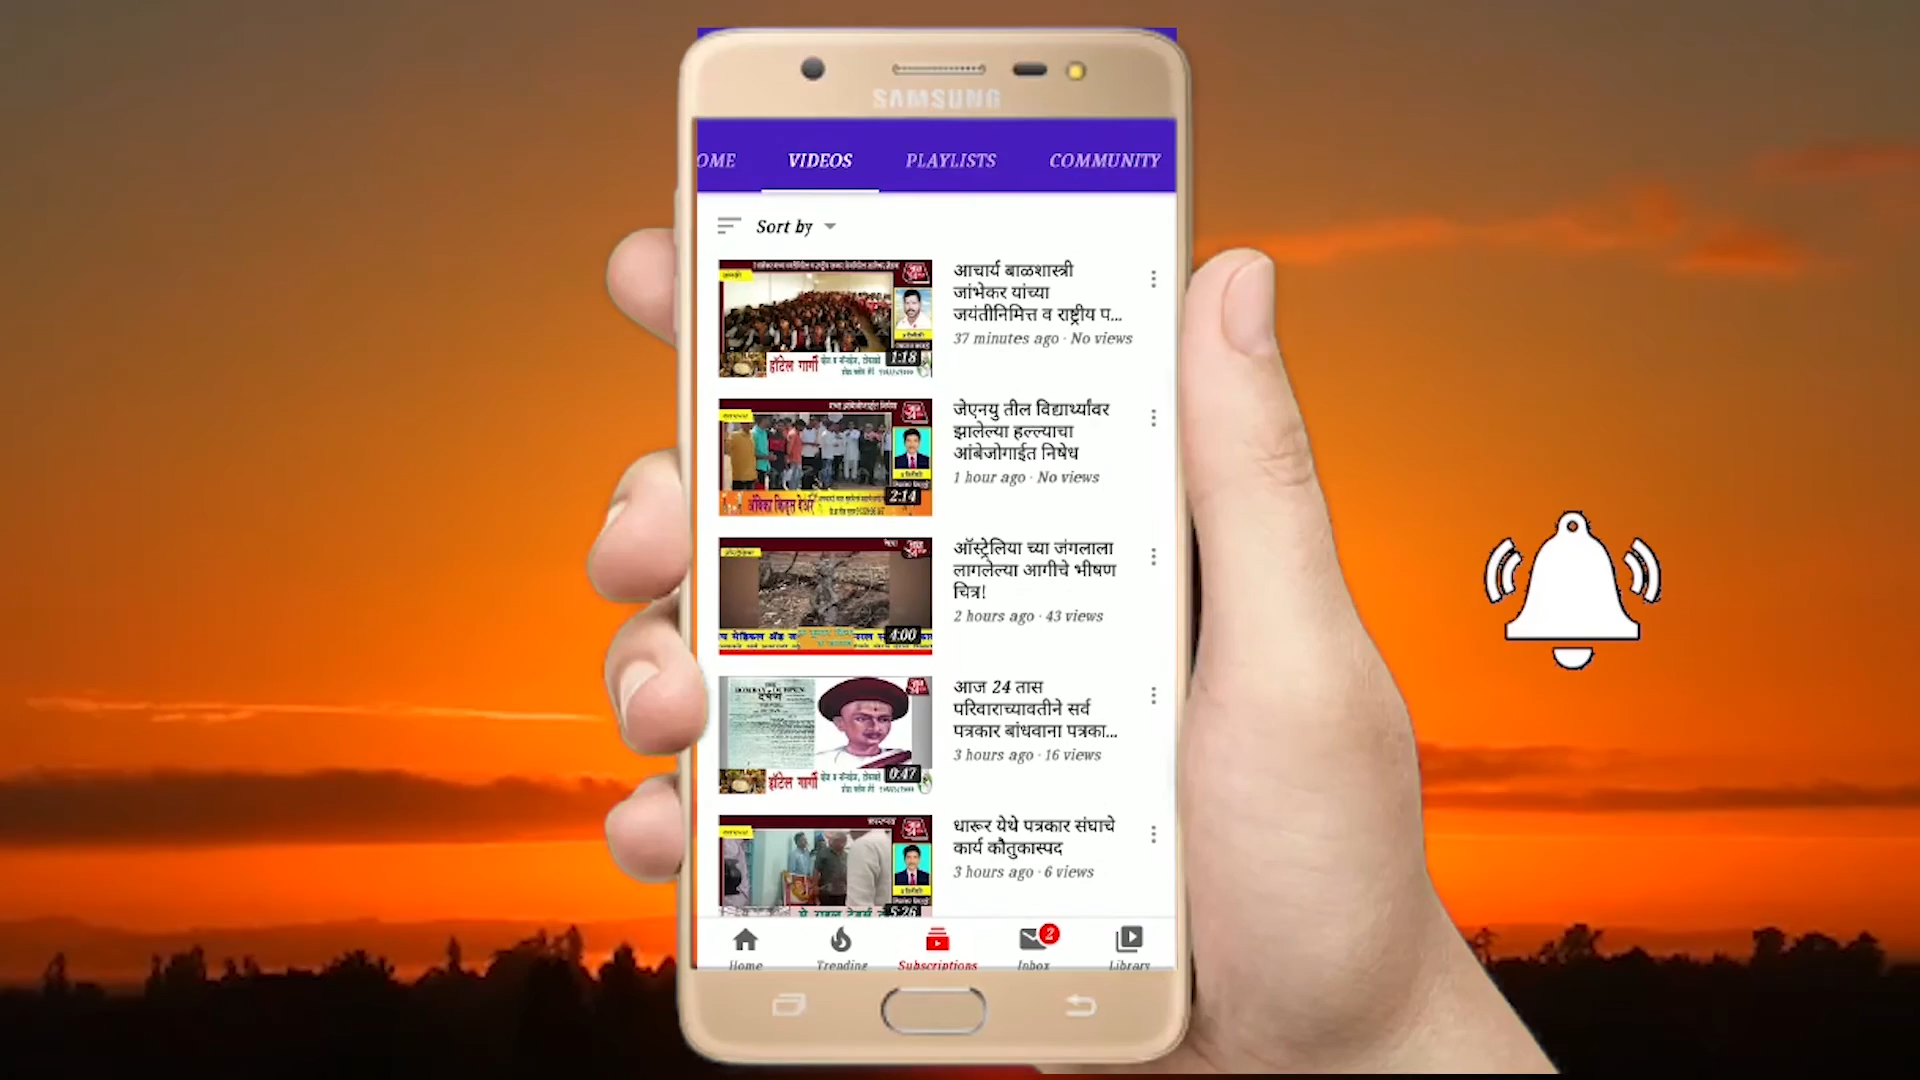 SAMSUNG
OME VIDEOS PLAYLISTS COMMUNITY
Sort by
आचार्य बाळशास्त्री
जांभेकर यांच्या
जयंतीनिमित्त व राष्ट्रीय प...
37 minutes ago · No views
1:18
हॉटेल गार्गी
जेएनयु तील विद्यार्थ्यांवर
झालेल्या हल्ल्याचा
आंबेजोगाईत निषेध
1 hour ago · No views
2:14
अंबिका किड्स वेअर
ऑस्ट्रेलिया च्या जंगलाला
लागलेल्या आगीचे भीषण
चित्र!
2 hours ago · 43 views
4:00
आज 24 तास
परिवाराच्यावतीने सर्व
पत्रकार बांधवाना पत्रका...
3 hours ago · 16 views
0:47
हॉटेल गार्गी
धारूर येथे पत्रकार संघाचे
कार्य कौतुकास्पद
3 hours ago · 6 views
5:26
2
Home Trending Subscriptions Inbox Library